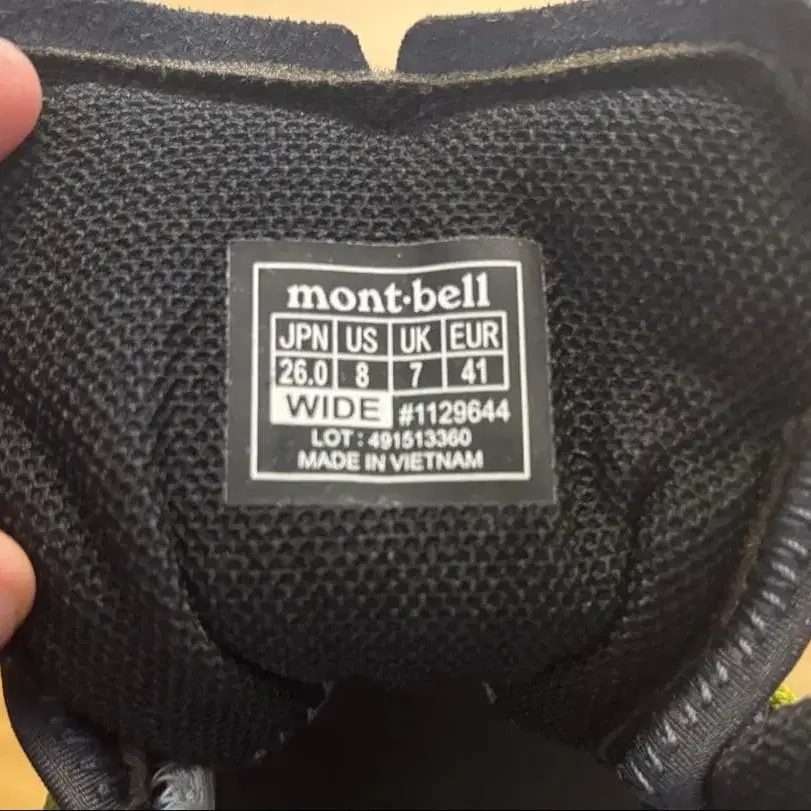 mont·bell
JPN US UK EUR
26.0 8 7 41
WIDE #1129644
LOT : 491513360
MADE IN VIETNAM